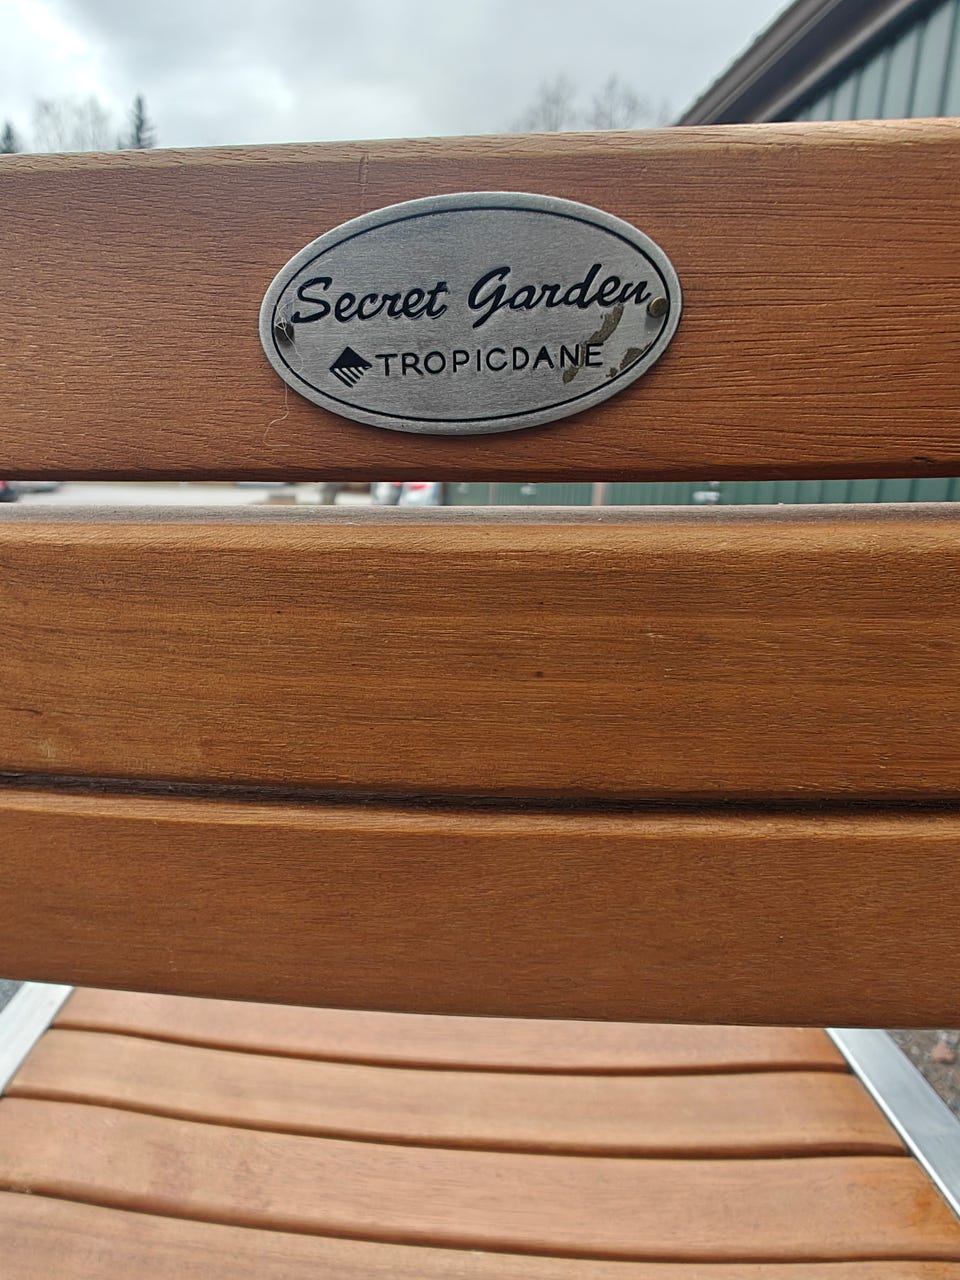 Secret Garden
TROPICDANE